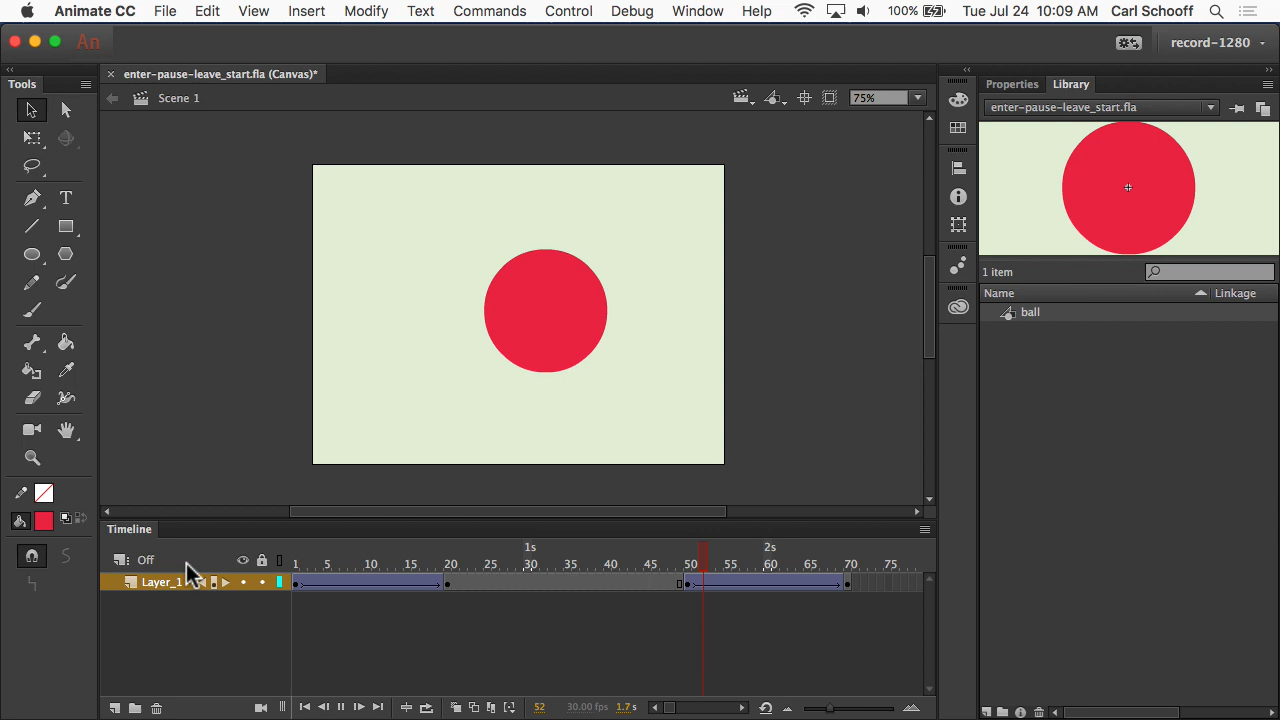 Animate CC File Edit View Insert Modify Text Commands Control Debug Window Help 100% Tue Jul 24 10:09 AM Carl Schooff
An record-1280
Tools
enter-pause-leave_start.fla (Canvas)*
Properties Library
Scene 1 75%
enter-pause-leave_start.fla
T
1 item
Name Linkage
ball
Timeline
1s 2s
Off 1 5 10 15 20 25 30 35 40 45 50 55 60 65 70 75
Layer_1
52 30.00 fps 1.7 s